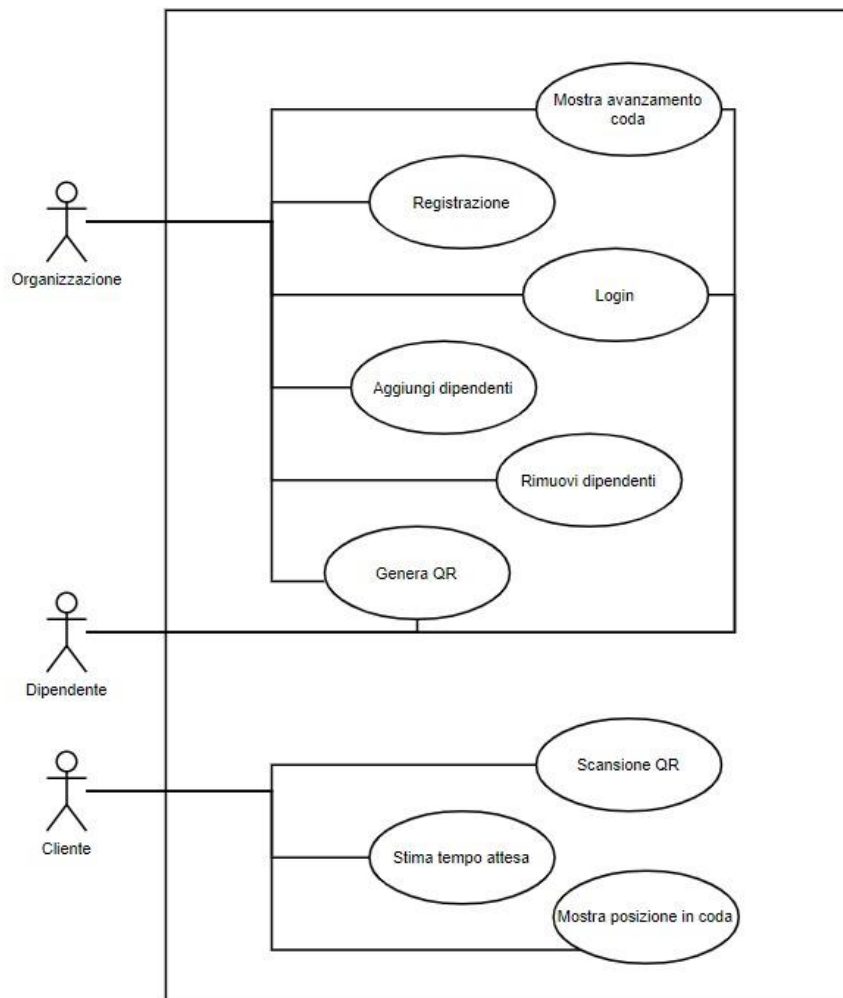 Mostra avanzamento
coda
Registrazione
Organizzazione
Login
Aggiungi dipendenti
Rimuovi dipendenti
Genera QR
Dipendente
Scansione QR
Cliente
Stima tempo attesa
Mostra posizione in coda